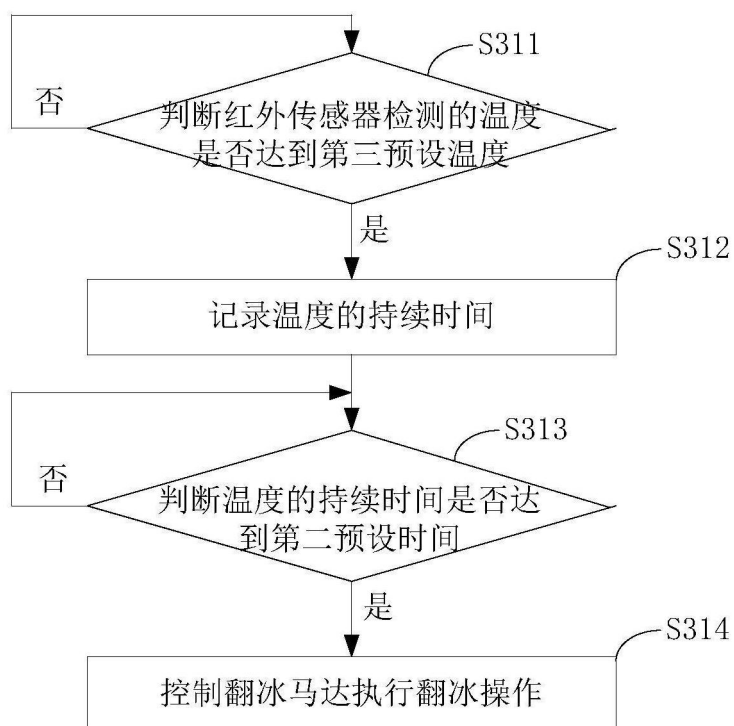 S311
否
判断红外传感器检测的温度
是否达到第三预设温度
是
S312
记录温度的持续时间
S313
否
判断温度的持续时间是否达
到第二预设时间
是
S314
控制翻冰马达执行翻冰操作